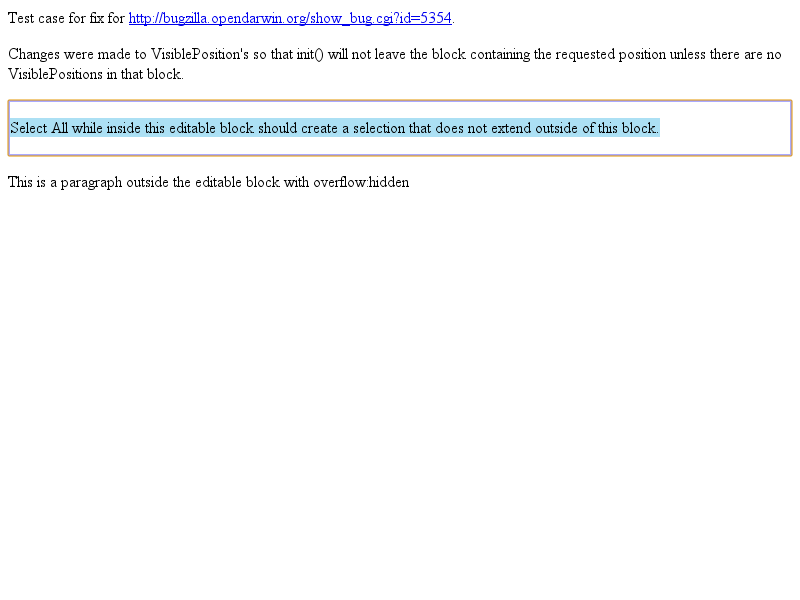 Test case for fix for http://bugzilla.opendarwin.org/show_bug.cgi?id=5354.
Changes were made to VisiblePosition's so that init() will not leave the block containing the requested position unless there are no
VisiblePositions in that block.
Select All while inside this editable block should create a selection that does not extend outside of this block.
This is a paragraph outside the editable block with overflow:hidden